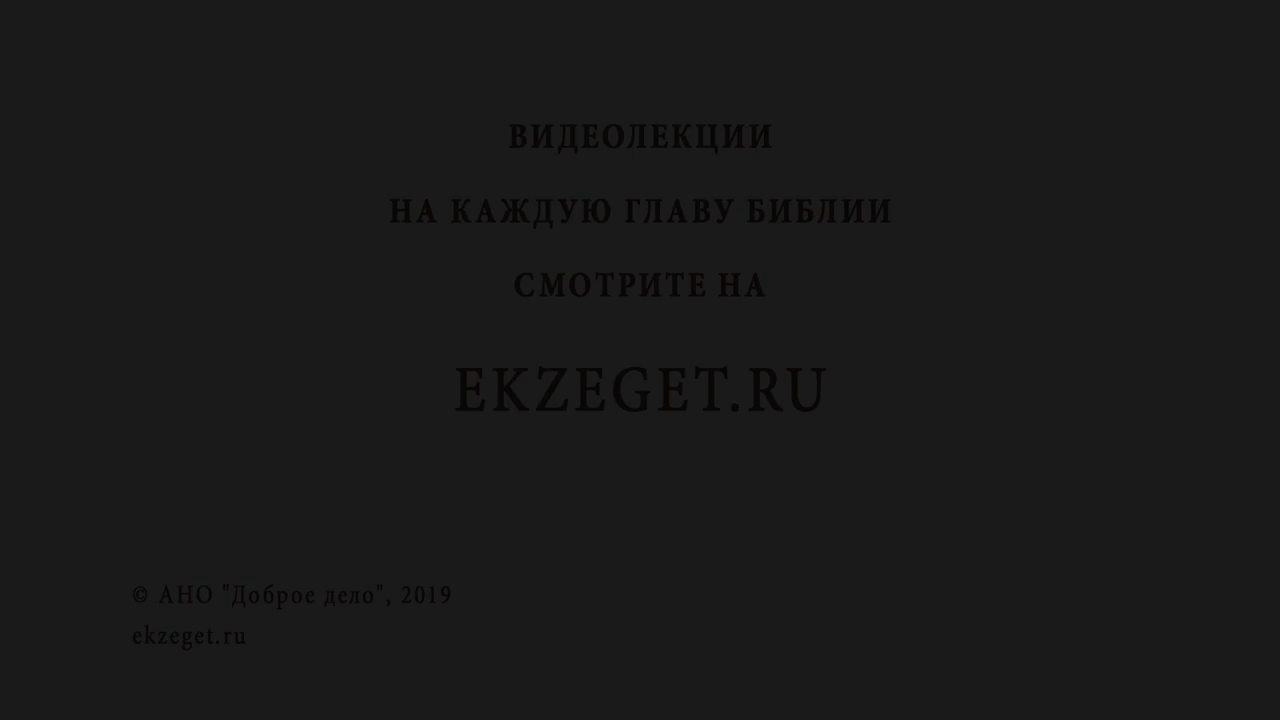 ВИДЕОЛЕКЦИИ
НА КАЖДУЮ ГЛАВУ БИБЛИИ
СМОТРИТЕ НА
EKZEGET.RU
© АНО "Доброе дело", 2019
ekzeget.ru